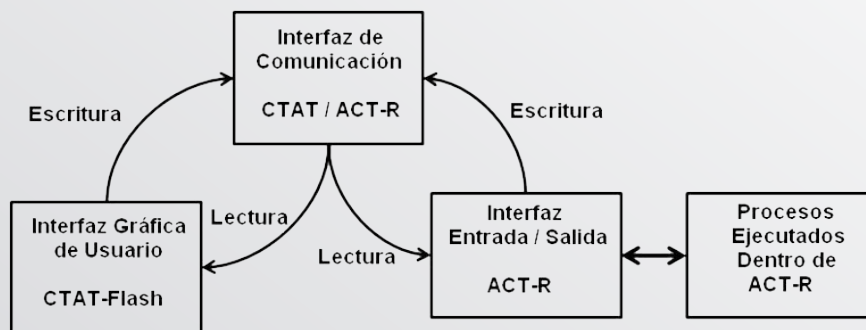 Interfaz de
Comunicación
CTAT / ACT-R
Escritura
Escritura
Lectura
Lectura
Interfaz Gráfica
de Usuario
CTAT-Flash
Interfaz
Entrada / Salida
ACT-R
Procesos
Ejecutados
Dentro de
ACT-R